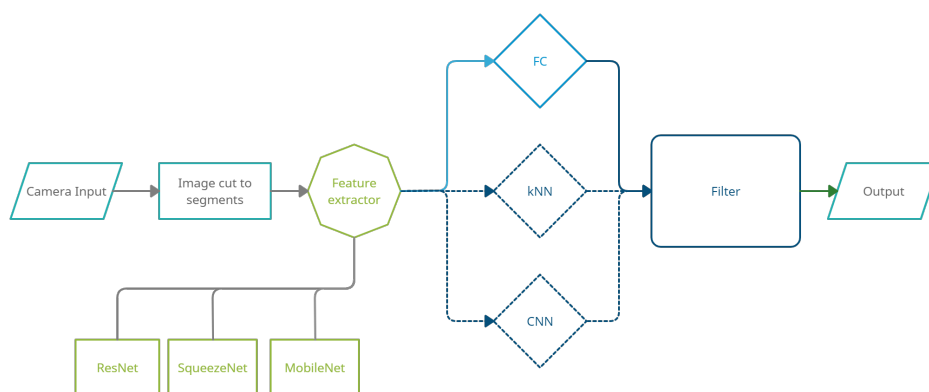 FC
Camera Input
Image cut to
segments
Feature
extractor
kNN
Filter
Output
CNN
ResNet
SqueezeNet
MobileNet